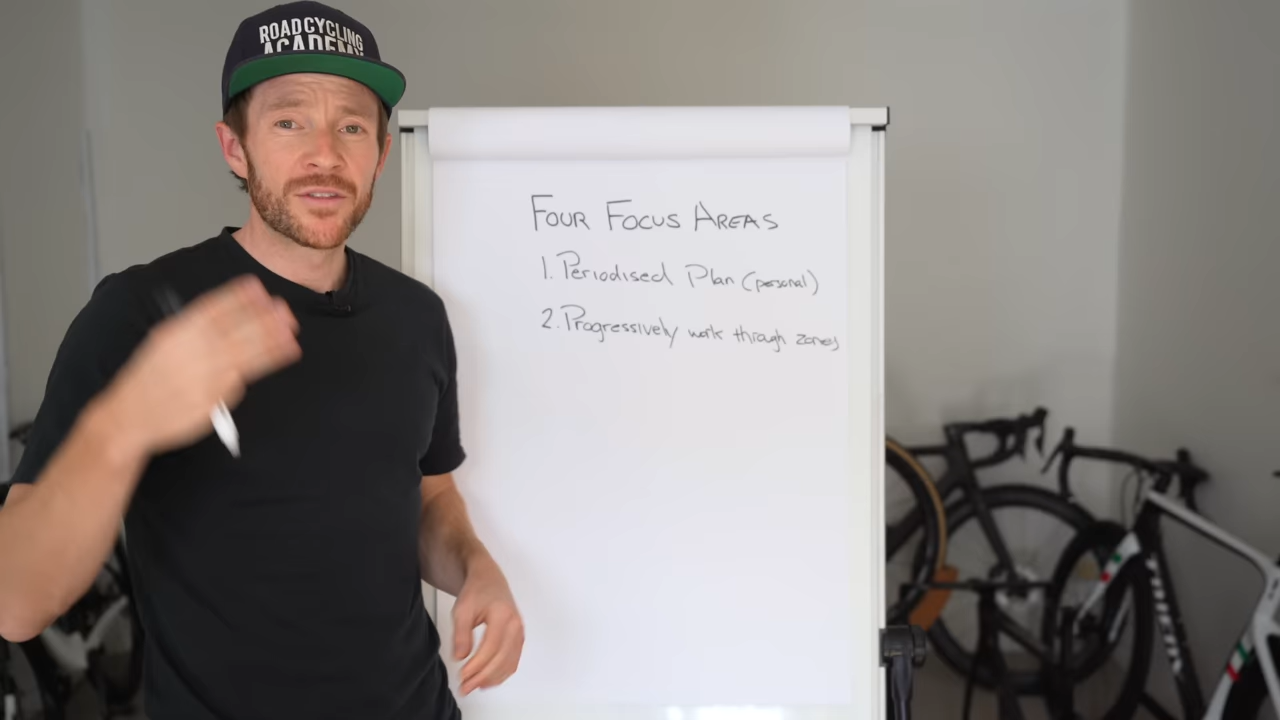 ROADCYCLING
ACADEMY
FOUR FOCUS AREAS
1. Periodised Plan (personal)
2. Progressively work through zones